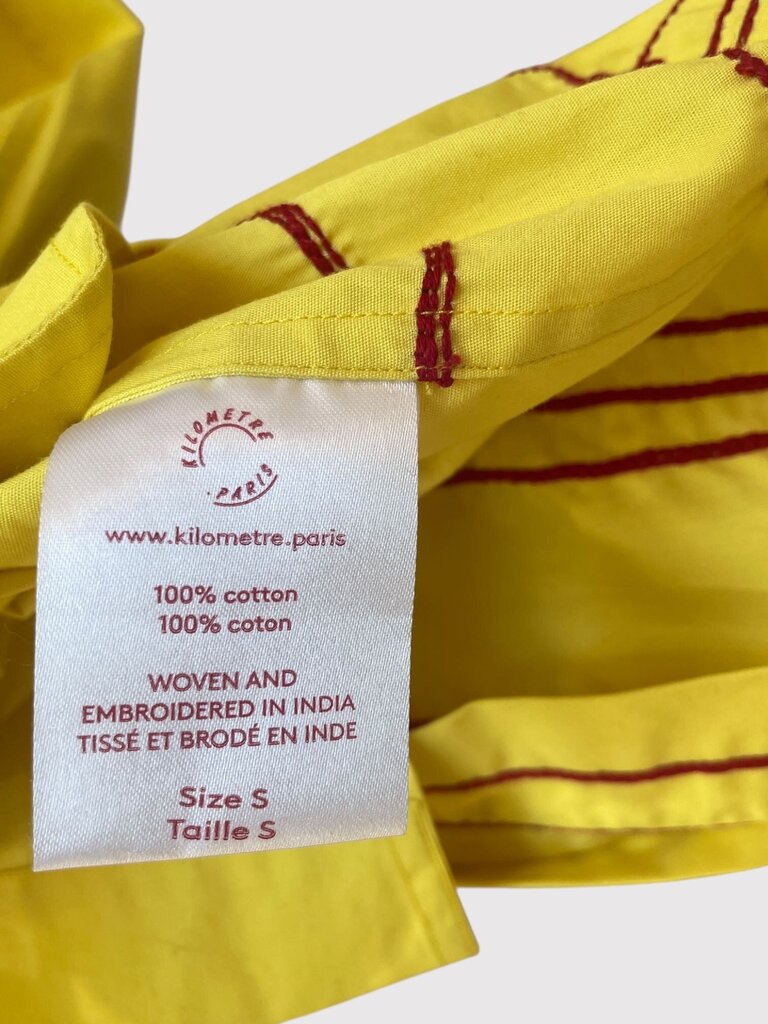 KILOMETRE
·PARIS
www.kilometre.paris
100% cotton
100% coton
WOVEN AND
EMBROIDERED IN INDIA
TISSÉ ET BRODÉ EN INDE
Size S
Taille S